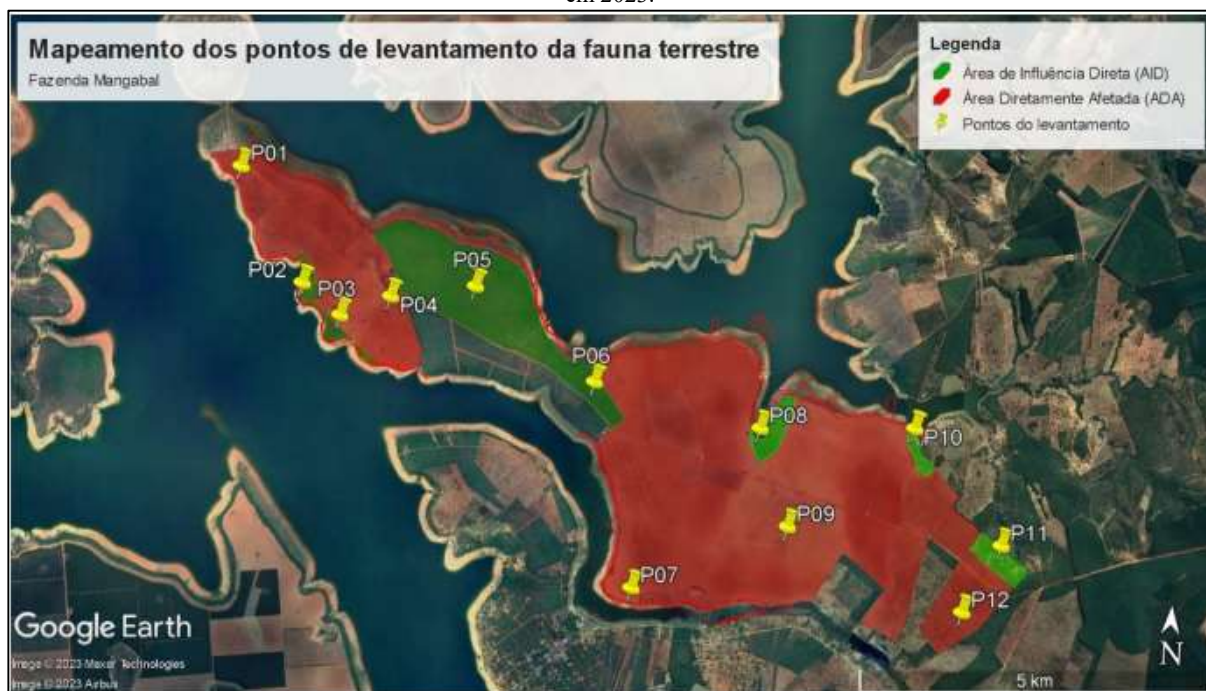 em 2023.
Mapeamento dos pontos de levantamento da fauna terrestre
Fazenda Mangabal
Legenda
Área de Influência Direta (AID)
Área Diretamente Afetada (ADA)
Pontos do levantamento
P01
P02
P03
P04
P05
P06
P07
P08
P09
P10
P11
P12
Google Earth
Image © 2023 Maxar Technologies
Image © 2023 Airbus
5 km
N